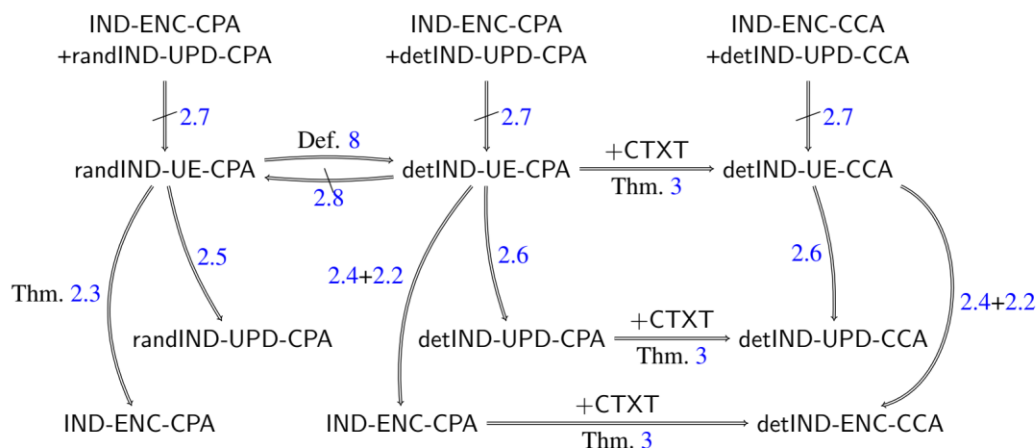 IND-ENC-CPA
+randIND-UPD-CPA
IND-ENC-CPA
+detIND-UPD-CPA
IND-ENC-CCA
+detIND-UPD-CCA
2.7
2.7
2.7
randIND-UE-CPA
Def. 8
2.8
detIND-UE-CPA
+CTXT
Thm. 3
detIND-UE-CCA
Thm. 2.3
2.5
2.4+2.2
2.6
2.6
2.4+2.2
randIND-UPD-CPA
detIND-UPD-CPA
+CTXT
Thm. 3
detIND-UPD-CCA
IND-ENC-CPA
IND-ENC-CPA
+CTXT
Thm. 3
detIND-ENC-CCA